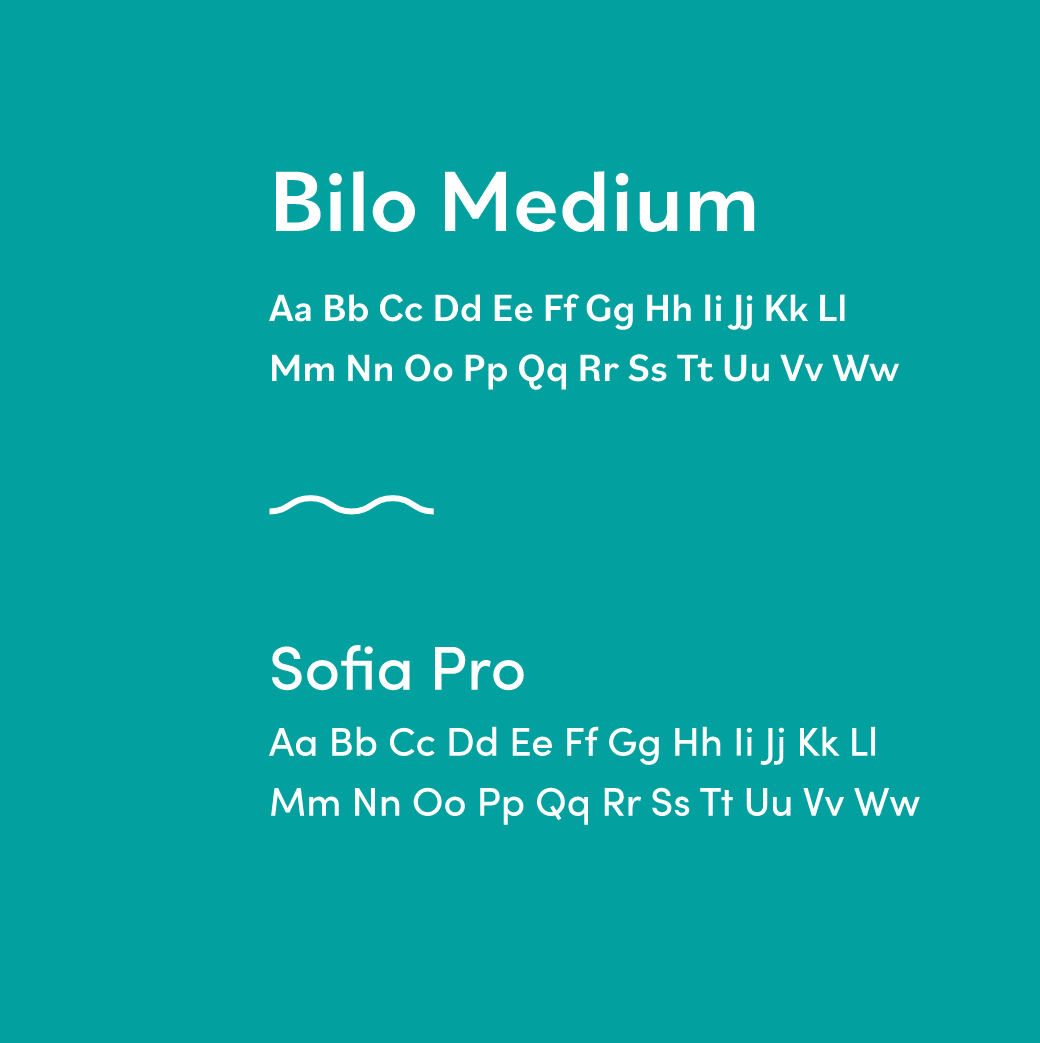 Bilo Medium
Aa Bb Cc Dd Ee Ff Gg Hh Ii Jj Kk Ll
Mm Nn Oo Pp Qq Rr Ss Tt Uu Vv Ww
Sofia Pro
Aa Bb Cc Dd Ee Ff Gg Hh Ii Jj Kk Ll
Mm Nn Oo Pp Qq Rr Ss Tt Uu Vv Ww